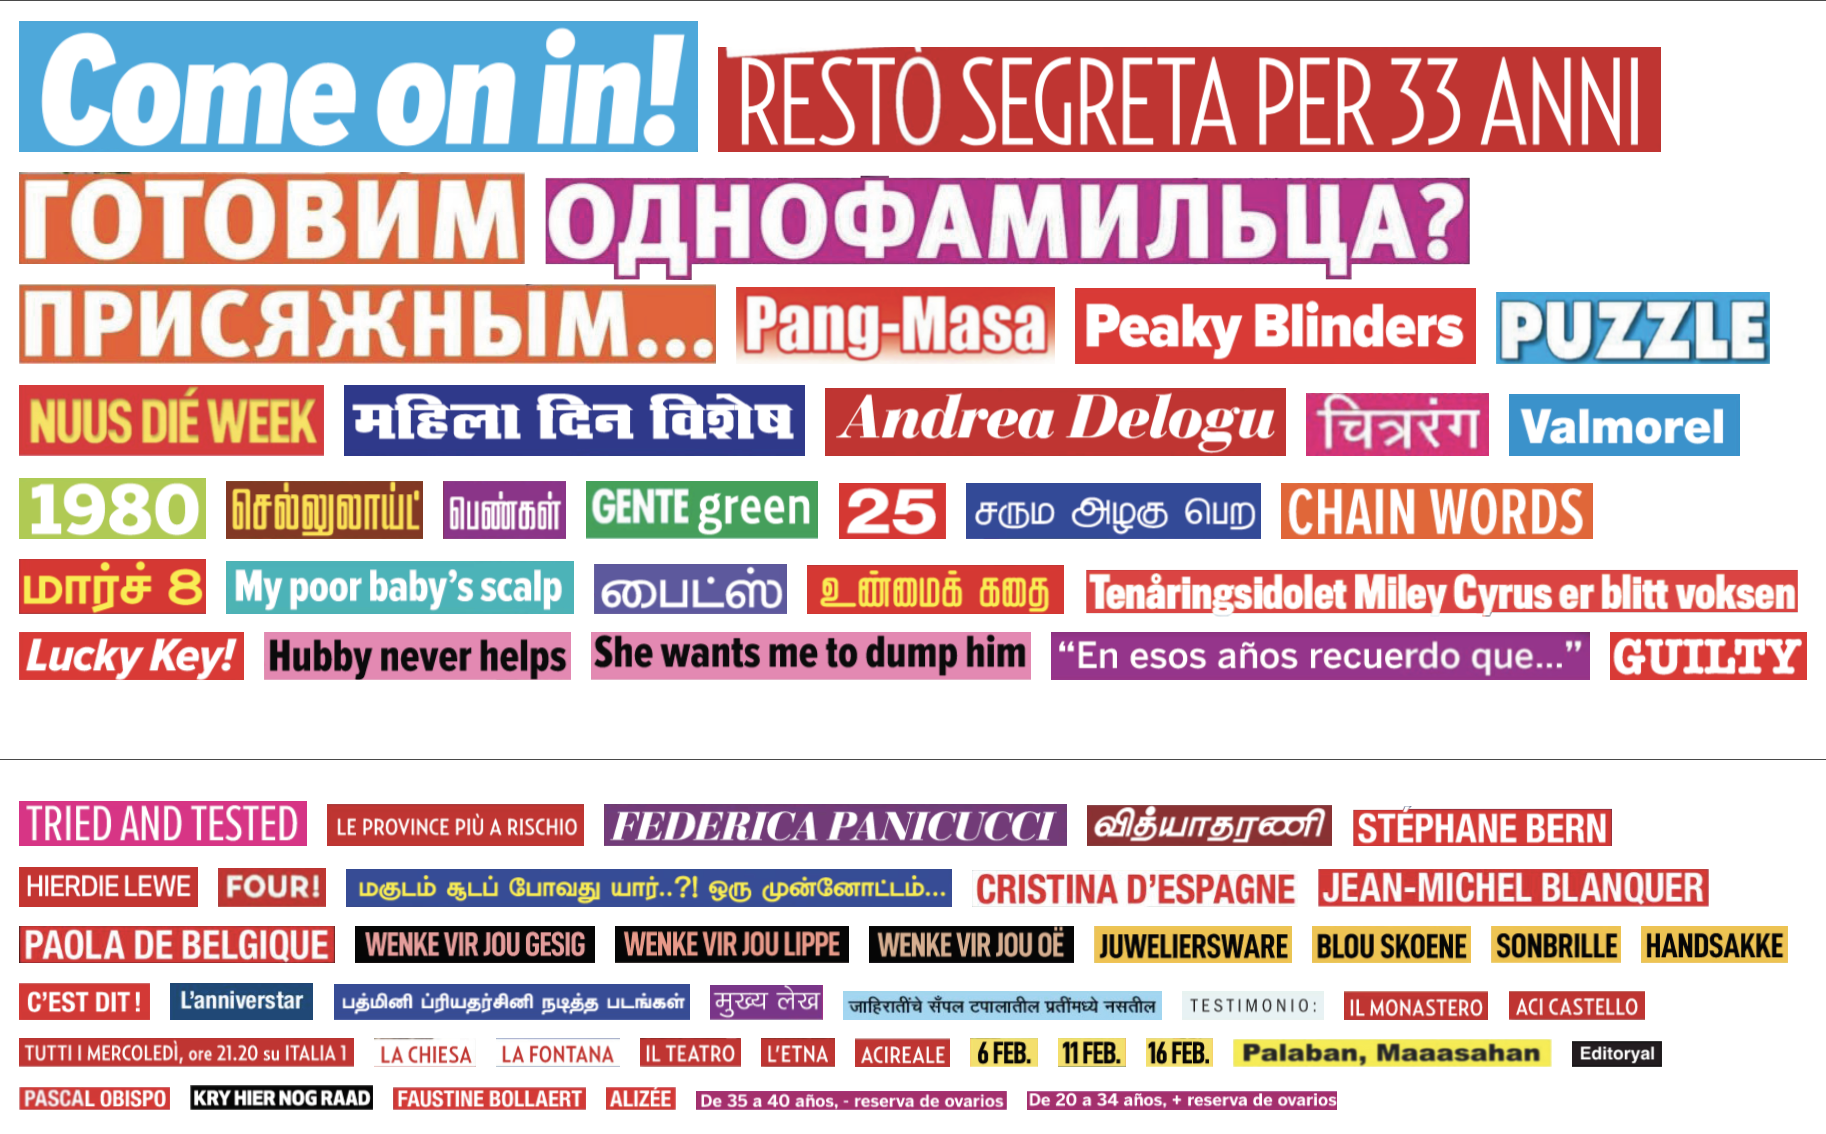 Come on in! RESTÒ SEGRETA PER 33 ANNI
ГОТОВИМ ОДНОФАМИЛЬЦА?
ПРИСЯЖНЫМ... Pang-Masa Peaky Blinders PUZZLE
NUUS DIÉ WEEK महिला दिन विशेष Andrea Delogu चित्ररंग Valmorel
1980 செல்லுலாய்ட் பெண்கள் GENTE green 25 சரும அழகு பெற CHAIN WORDS
மார்ச் 8 My poor baby’s scalp பைட்ஸ் உண்மைக் கதை Tenåringsidolet Miley Cyrus er blitt voksen
Lucky Key! Hubby never helps She wants me to dump him “En esos años recuerdo que...” GUILTY
TRIED AND TESTED LE PROVINCE PIÙ A RISCHIO FEDERICA PANICUCCI வித்யாதரணி STÉPHANE BERN
HIERDIE LEWE FOUR! மகுடம் சூடப் போவது யார்..?! ஒரு முன்னோட்டம்... CRISTINA D’ESPAGNE JEAN-MICHEL BLANQUER
PAOLA DE BELGIQUE WENKE VIR JOU GESIG WENKE VIR JOU LIPPE WENKE VIR JOU OË JUWELIERSWARE BLOU SKOENE SONBRILLE HANDSAKKE
C’EST DIT ! L’anniverstar பத்மினி ப்ரியதர்சினி நடித்த படங்கள் मुख्य लेख जाहिरातींचे सँपल टपालातील प्रतींमध्ये नसतील TESTIMONIO: IL MONASTERO ACI CASTELLO
TUTTI I MERCOLEDÌ, ore 21.20 su ITALIA 1 LA CHIESA LA FONTANA IL TEATRO L’ETNA ACIREALE 6 FEB. 11 FEB. 16 FEB. Palaban, Maaasahan Editoryal
PASCAL OBISPO KRY HIER NOG RAAD FAUSTINE BOLLAERT ALIZÉE De 35 a 40 años, - reserva de ovarios De 20 a 34 años, + reserva de ovarios